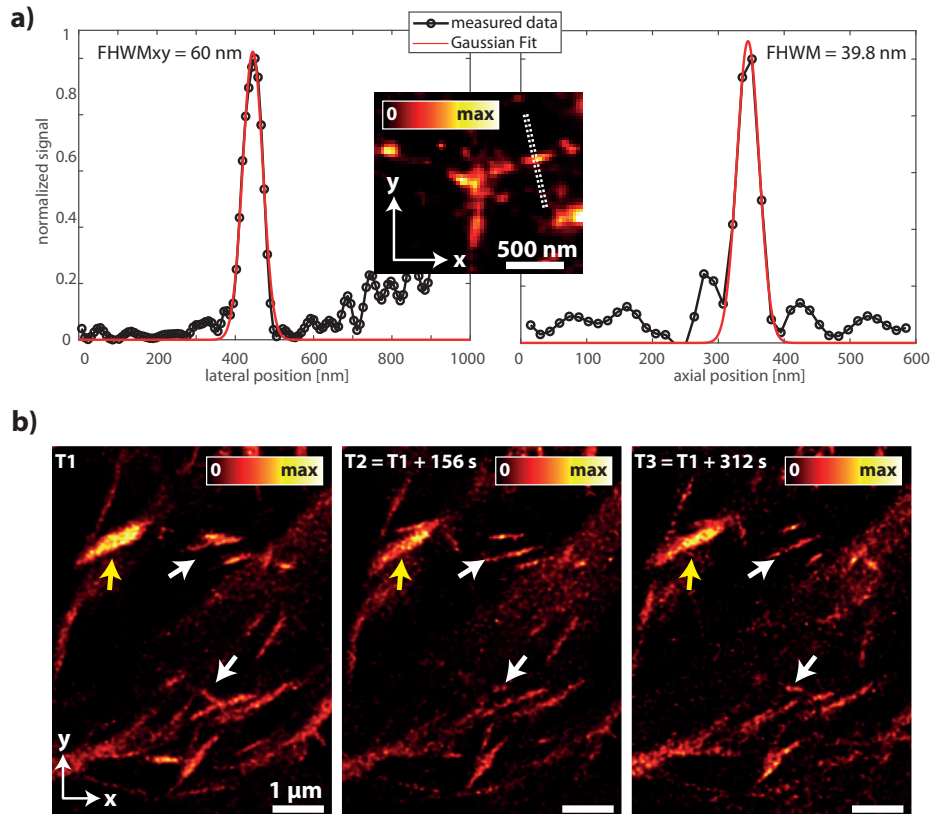 a)
measured data
Gaussian Fit
FHWMxy = 60 nm
FHWM = 39.8 nm
1
0.8
0.6
0.4
0.2
0
normalized signal
0 200 400 600 800 1000
lateral position [nm]
0 max
y
x
500 nm
0 100 200 300 400 500 600
axial position [nm]
b)
T1
0 max
T2 = T1 + 156 s
0 max
T3 = T1 + 312 s
0 max
y
x
1 μm